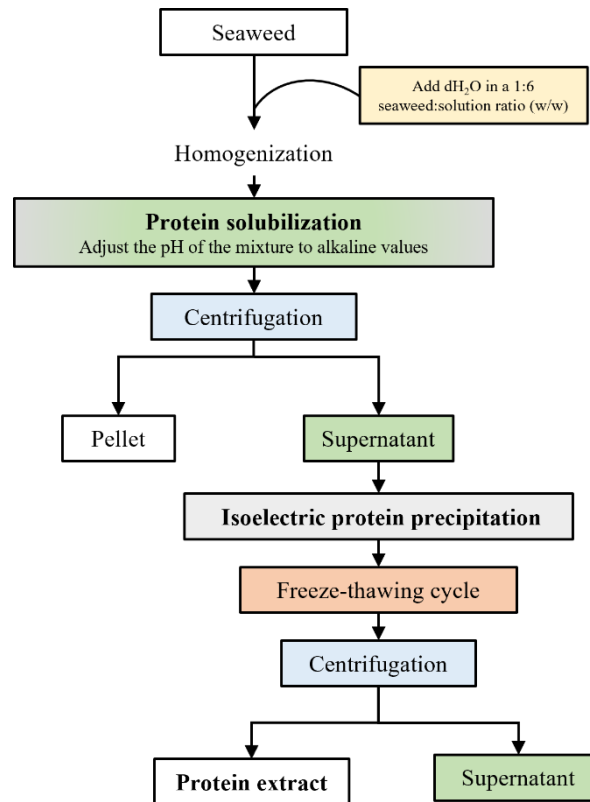 Seaweed
Add dH₂O in a 1:6
seaweed:solution ratio (w/w)
Homogenization
Protein solubilization
Adjust the pH of the mixture to alkaline values
Centrifugation
Pellet
Supernatant
Isoelectric protein precipitation
Freeze-thawing cycle
Centrifugation
Protein extract
Supernatant